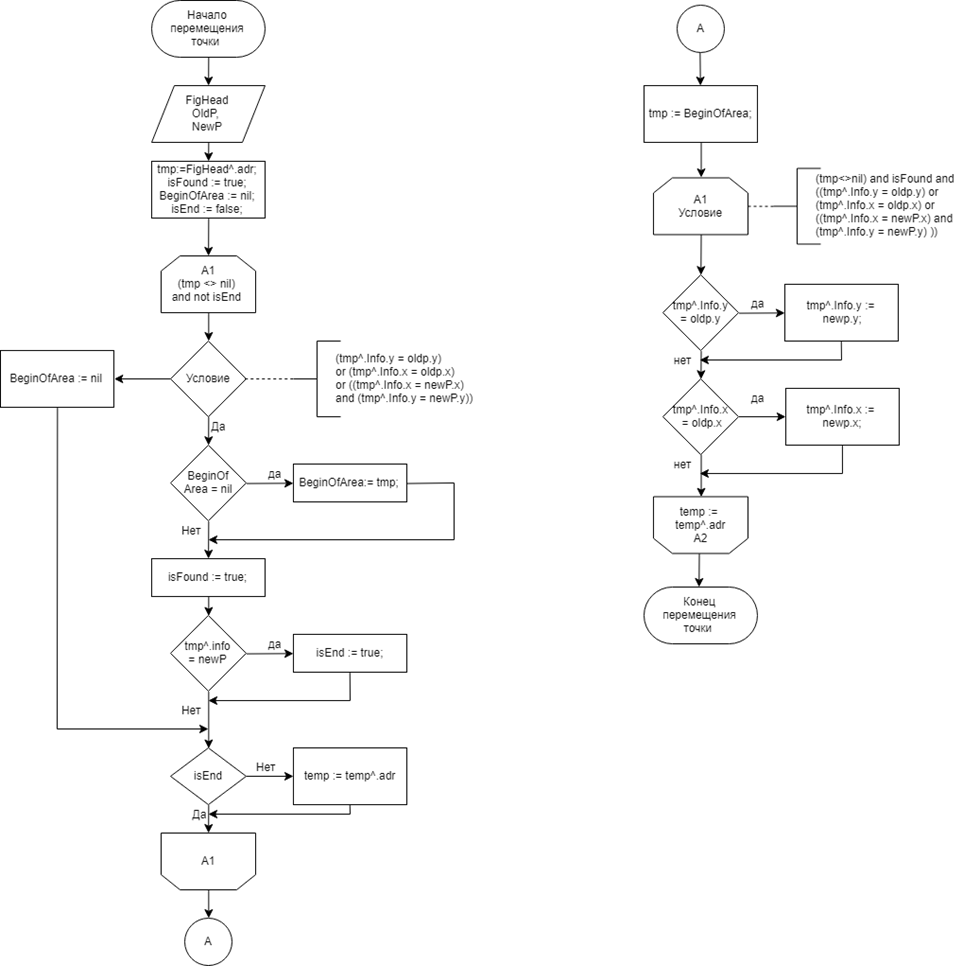 Начало
перемещения
точки
FigHead
OldP,
NewP
tmp:=FigHead^.adr;
isFound := true;
BeginOfArea := nil;
isEnd := false;
A1
(tmp <> nil)
and not isEnd
Условие
(tmp^.Info.y = oldp.y)
or (tmp^.Info.x = oldp.x)
or ((tmp^.Info.x = newP.x)
and (tmp^.Info.y = newP.y))
BeginOfArea := nil
Да
BeginOf
Area = nil
да
BeginOfArea:= tmp;
Нет
isFound := true;
tmp^.info
= newP
да
isEnd := true;
Нет
isEnd
Нет
temp := temp^.adr
Да
A1
A
A
tmp := BeginOfArea;
A1
Условие
(tmp<>nil) and isFound and
((tmp^.Info.y = oldp.y) or
(tmp^.Info.x = oldp.x) or
((tmp^.Info.x = newP.x) and
(tmp^.Info.y = newP.y) ))
tmp^.Info.y
= oldp.y
да
tmp^.Info.y :=
newp.y;
нет
tmp^.Info.x
= oldp.x
да
tmp^.Info.x :=
newp.x;
нет
temp :=
temp^.adr
A2
Конец
перемещения
точки